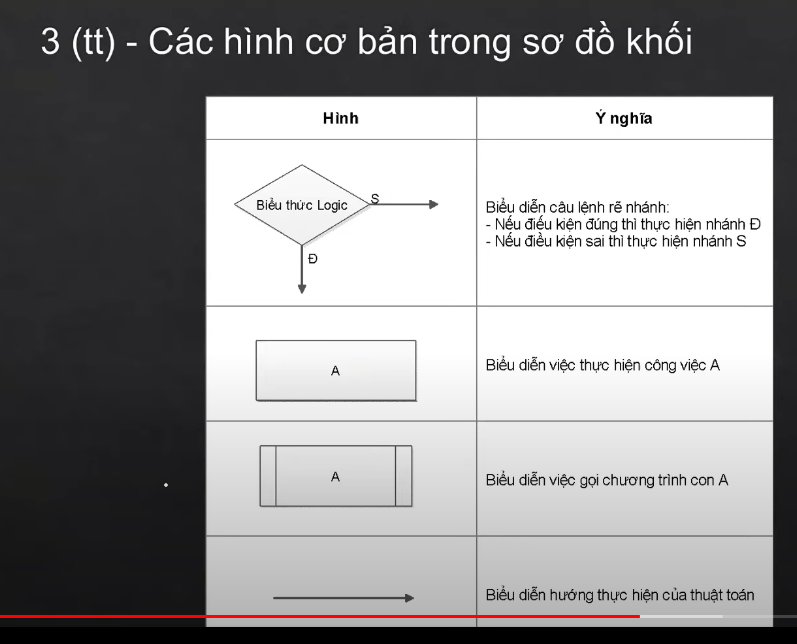 3 (tt) - Các hình cơ bản trong sơ đồ khối
Hình
Ý nghĩa
Biểu thức Logic
S
Đ
Biểu diễn câu lệnh rẽ nhánh:
- Nếu điều kiện đúng thì thực hiện nhánh Đ
- Nếu điều kiện sai thì thực hiện nhánh S
A
Biểu diễn việc thực hiện công việc A
A
Biểu diễn việc gọi chương trình con A
Biểu diễn hướng thực hiện của thuật toán